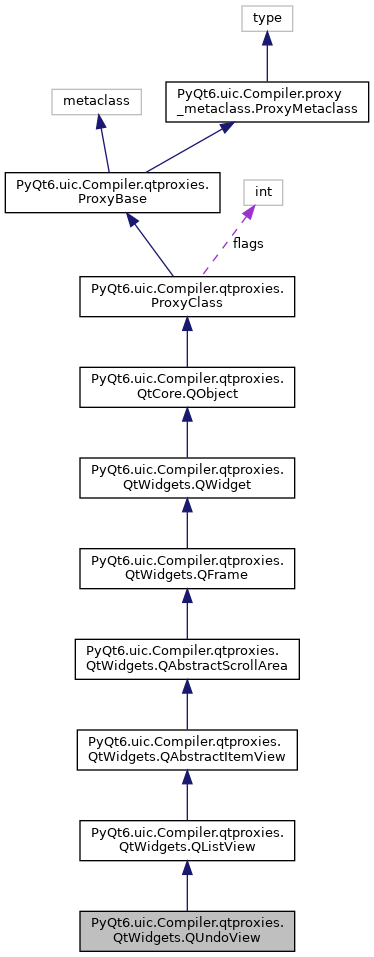 type
PyQt6.uic.Compiler.proxy
_metaclass.ProxyMetaclass
metaclass
PyQt6.uic.Compiler.qtproxies.
ProxyBase
int
flags
PyQt6.uic.Compiler.qtproxies.
ProxyClass
PyQt6.uic.Compiler.qtproxies.
QtCore.QObject
PyQt6.uic.Compiler.qtproxies.
QtWidgets.QWidget
PyQt6.uic.Compiler.qtproxies.
QtWidgets.QFrame
PyQt6.uic.Compiler.qtproxies.
QtWidgets.QAbstractScrollArea
PyQt6.uic.Compiler.qtproxies.
QtWidgets.QAbstractItemView
PyQt6.uic.Compiler.qtproxies.
QtWidgets.QListView
PyQt6.uic.Compiler.qtproxies.
QtWidgets.QUndoView